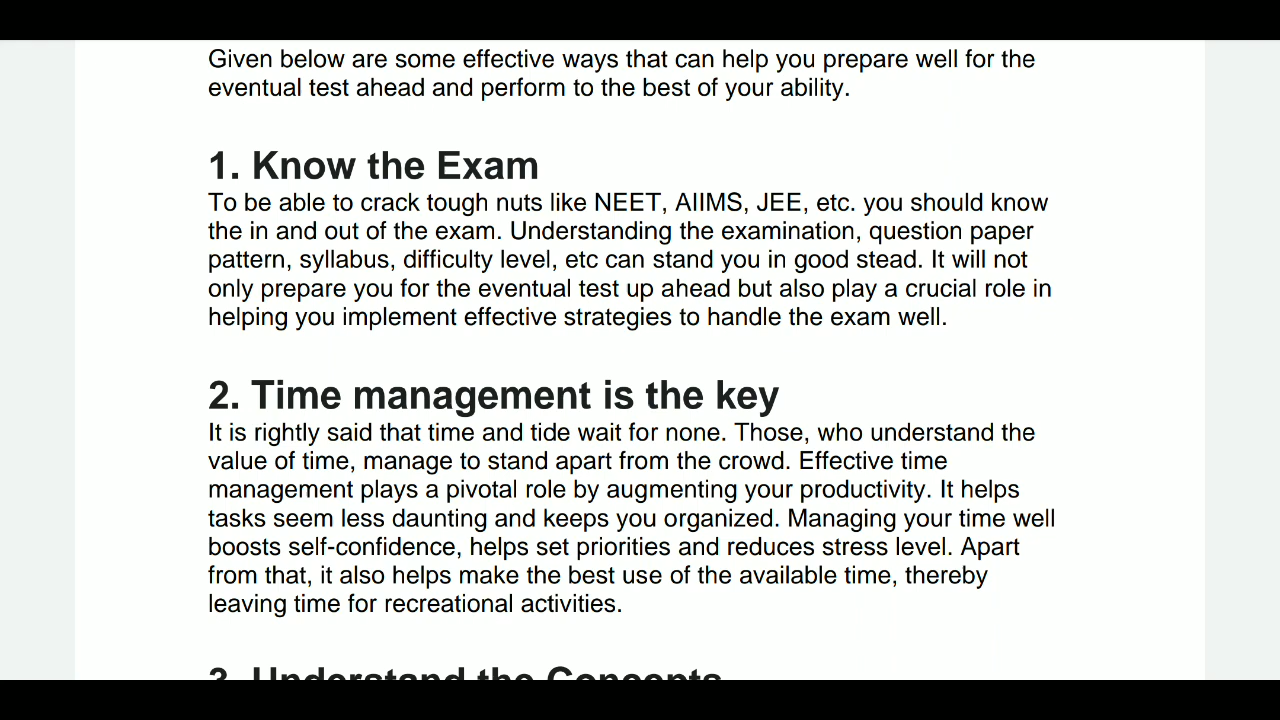 Given below are some effective ways that can help you prepare well for the
eventual test ahead and perform to the best of your ability.
1. Know the Exam
To be able to crack tough nuts like NEET, AIIMS, JEE, etc. you should know
the in and out of the exam. Understanding the examination, question paper
pattern, syllabus, difficulty level, etc can stand you in good stead. It will not
only prepare you for the eventual test up ahead but also play a crucial role in
helping you implement effective strategies to handle the exam well.
2. Time management is the key
It is rightly said that time and tide wait for none. Those, who understand the
value of time, manage to stand apart from the crowd. Effective time
management plays a pivotal role by augmenting your productivity. It helps
tasks seem less daunting and keeps you organized. Managing your time well
boosts self-confidence, helps set priorities and reduces stress level. Apart
from that, it also helps make the best use of the available time, thereby
leaving time for recreational activities.
3. Understand the Concepts